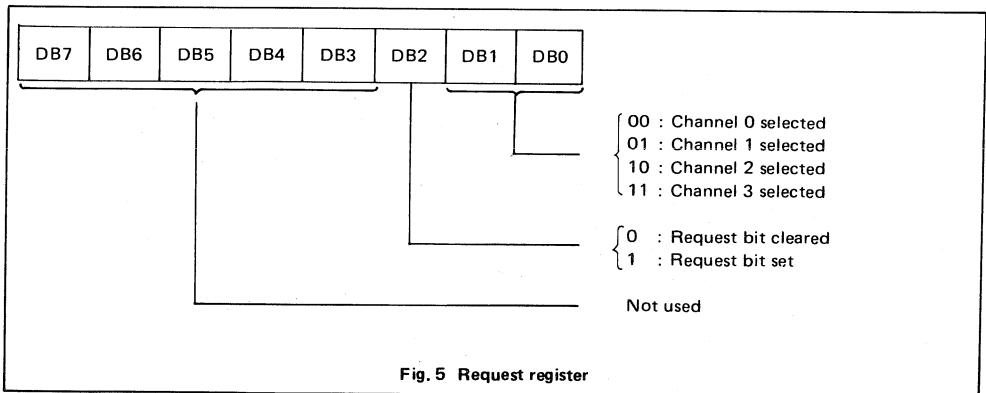 DB7 DB6 DB5 DB4 DB3 DB2 DB1 DB0
00 : Channel 0 selected
01 : Channel 1 selected
10 : Channel 2 selected
11 : Channel 3 selected
0 : Request bit cleared
1 : Request bit set
Not used
Fig. 5 Request register